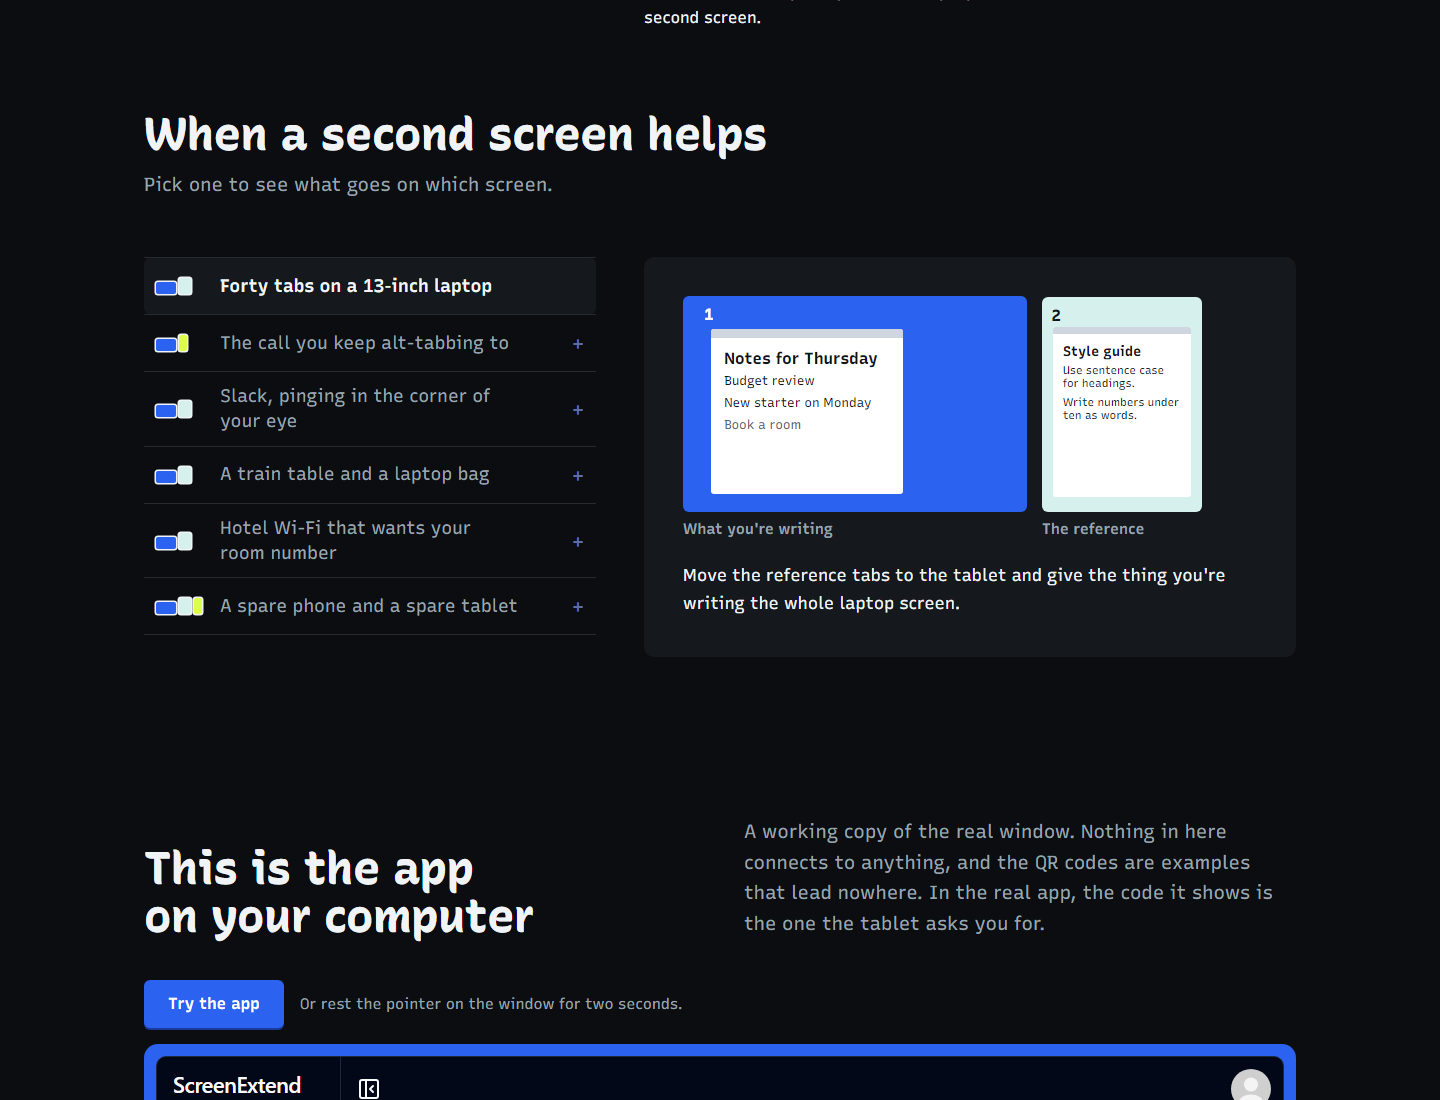 second screen.
When a second screen helps
Pick one to see what goes on which screen.
Forty tabs on a 13-inch laptop
The call you keep alt-tabbing to
+
Slack, pinging in the corner of
your eye
+
A train table and a laptop bag
+
Hotel Wi-Fi that wants your
room number
+
A spare phone and a spare tablet
+
1
Notes for Thursday
Budget review
New starter on Monday
Book a room
What you're writing
2
Style guide
Use sentence case
for headings.
Write numbers under
ten as words.
The reference
Move the reference tabs to the tablet and give the thing you're
writing the whole laptop screen.
This is the app
on your computer
A working copy of the real window. Nothing in here
connects to anything, and the QR codes are examples
that lead nowhere. In the real app, the code it shows is
the one the tablet asks you for.
Try the app
Or rest the pointer on the window for two seconds.
ScreenExtend